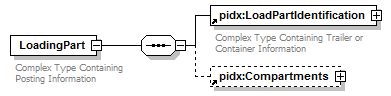 pidx:LoadPartIdentification
LoadingPart
Complex Type Containing Trailer or
Container Information
Complex Type Containing
Posting Information
pidx:Compartments